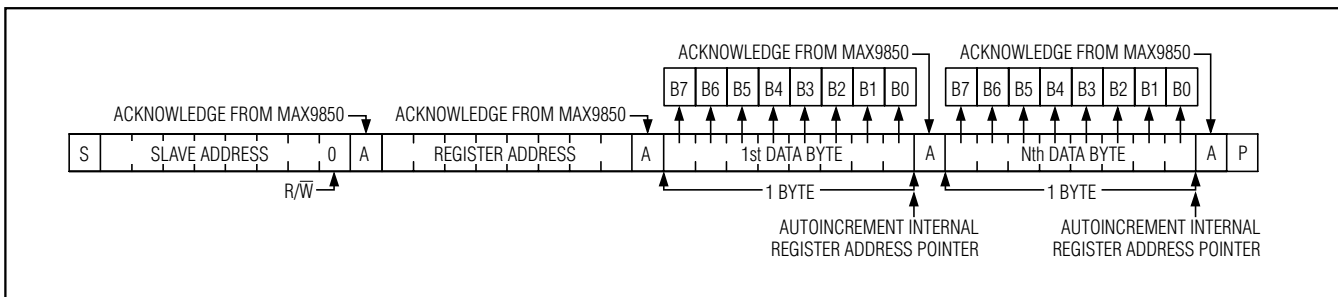 ACKNOWLEDGE FROM MAX9850 ACKNOWLEDGE FROM MAX9850
B7 B6 B5 B4 B3 B2 B1 B0 B7 B6 B5 B4 B3 B2 B1 B0
ACKNOWLEDGE FROM MAX9850 ACKNOWLEDGE FROM MAX9850
S SLAVE ADDRESS 0 A REGISTER ADDRESS A 1st DATA BYTE A Nth DATA BYTE A P
R/W̅ 1 BYTE 1 BYTE
AUTOINCREMENT INTERNAL AUTOINCREMENT INTERNAL
REGISTER ADDRESS POINTER REGISTER ADDRESS POINTER